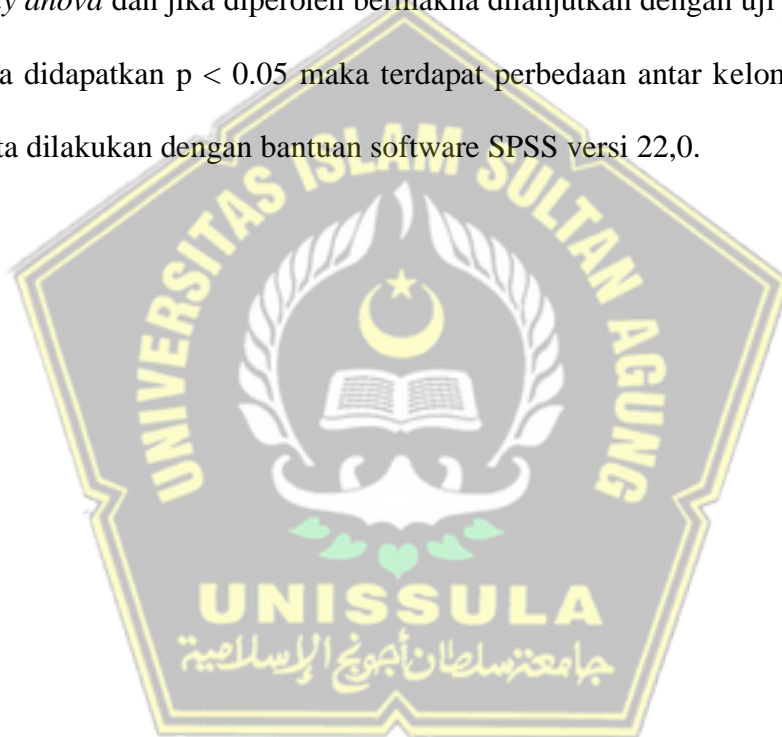 anova dan jika diperoleh bermakna dilanjutkan dengan uji
a didapatkan p < 0.05 maka terdapat perbedaan antar kelom
ta dilakukan dengan bantuan software SPSS versi 22,0.
UNIVERSITAS ISLAM SULTAN AGUNG
UNISSULA
جامعة سلطان أجونج الإسلامية